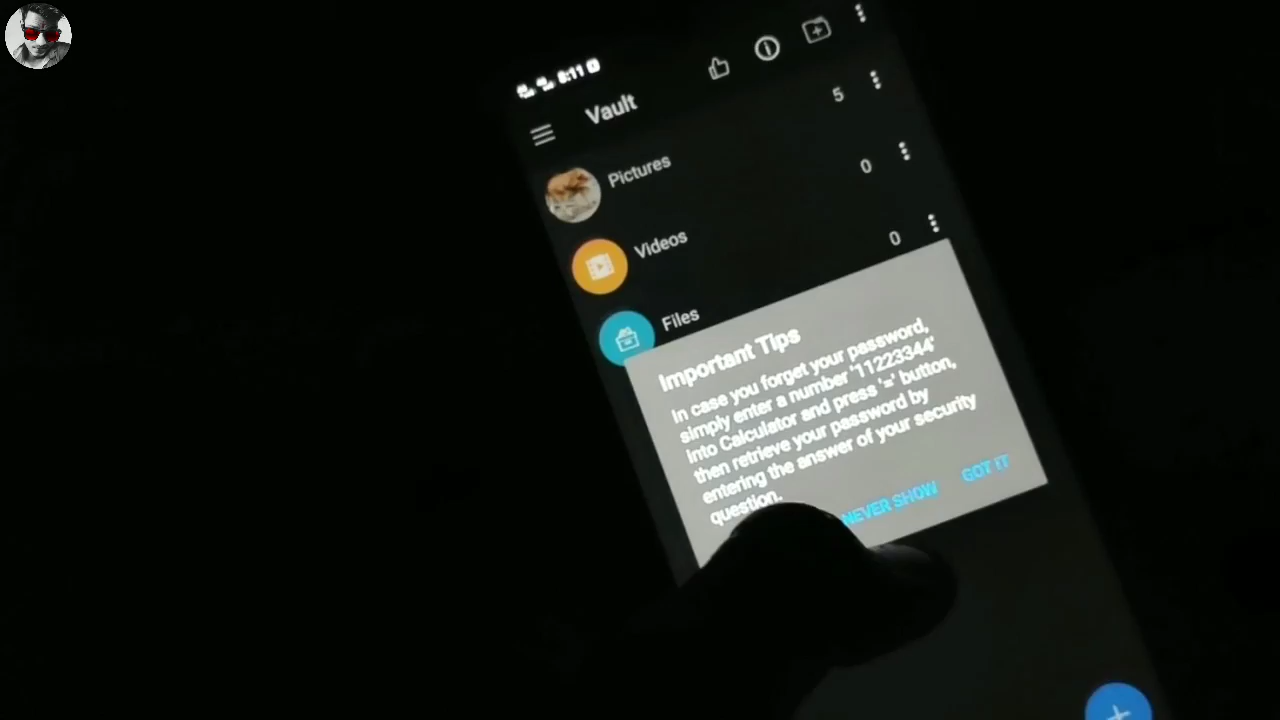 8:11
Vault
5
Pictures
0
Videos
0
Files
Important Tips
In case you forget your password,
simply enter a number '11223344'
into Calculator and press '=' button,
then retrieve your password by
entering the answer of your security
question.
NEVER SHOW
GOT IT